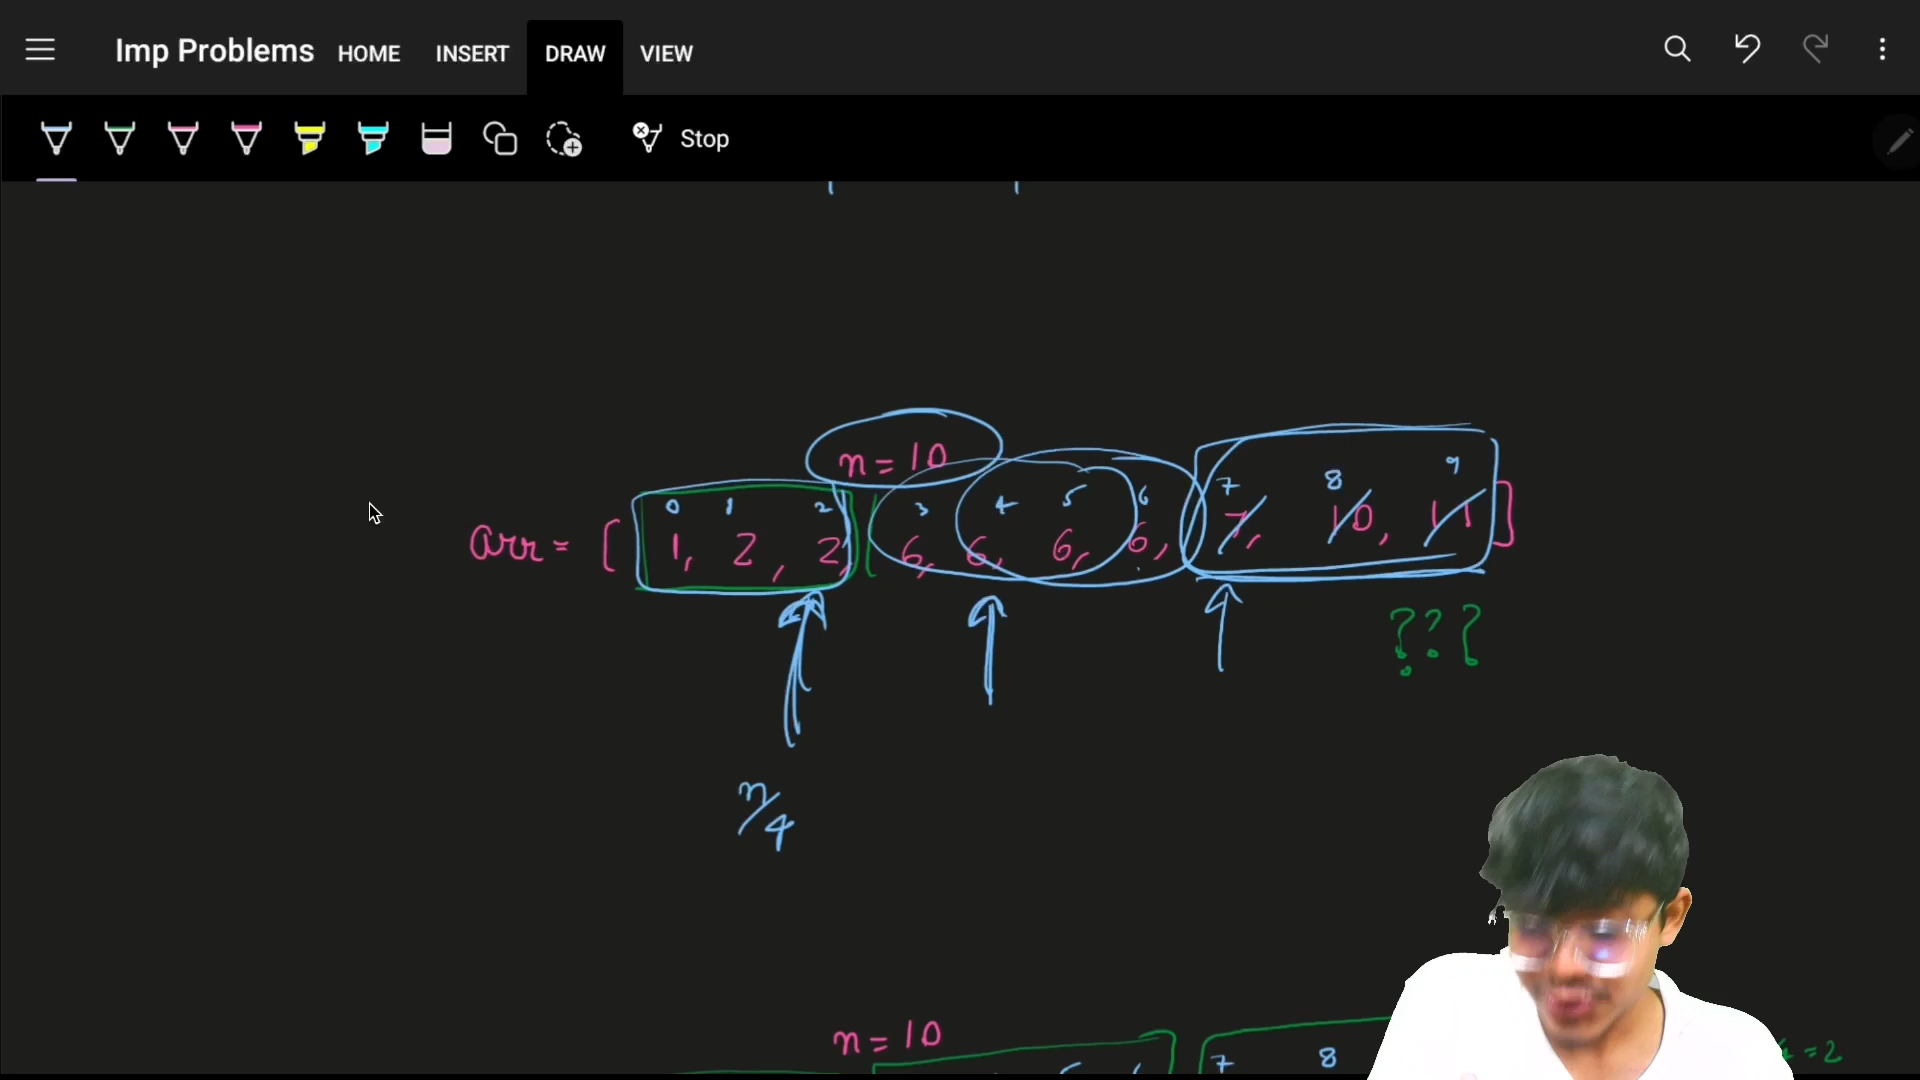 Imp Problems HOME INSERT DRAW VIEW
Stop
n = 10
0 1 2 3 4 5 6 7 8 9
arr = [ 1, 2, 2, 6, 6, 6, 6, 7, 10, 11 ]
???
n/4
n = 10
7 8
= 2